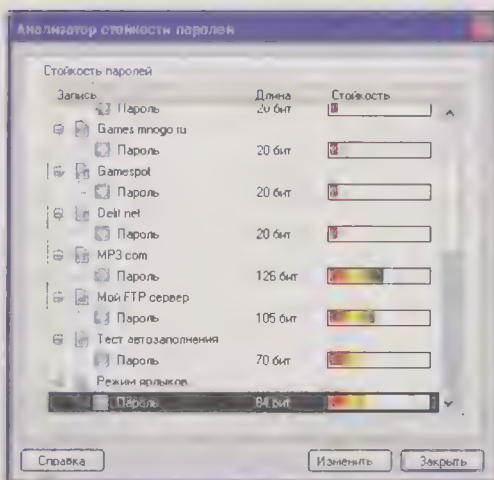 Анализатор стойкости паролей
Стойкость паролей
Запись Длина Стойкость
Пароль 20 бит
Games mnogo ru
Пароль 20 бит
Gamespot
Пароль 20 бит
Delit net
Пароль 20 бит
MP3 com
Пароль 126 бит
Мой FTP сервер
Пароль 105 бит
Тест автозаполнения
Пароль 70 бит
Режим ярлыков
Пароль 84 бит
Справка Изменить Закрыть